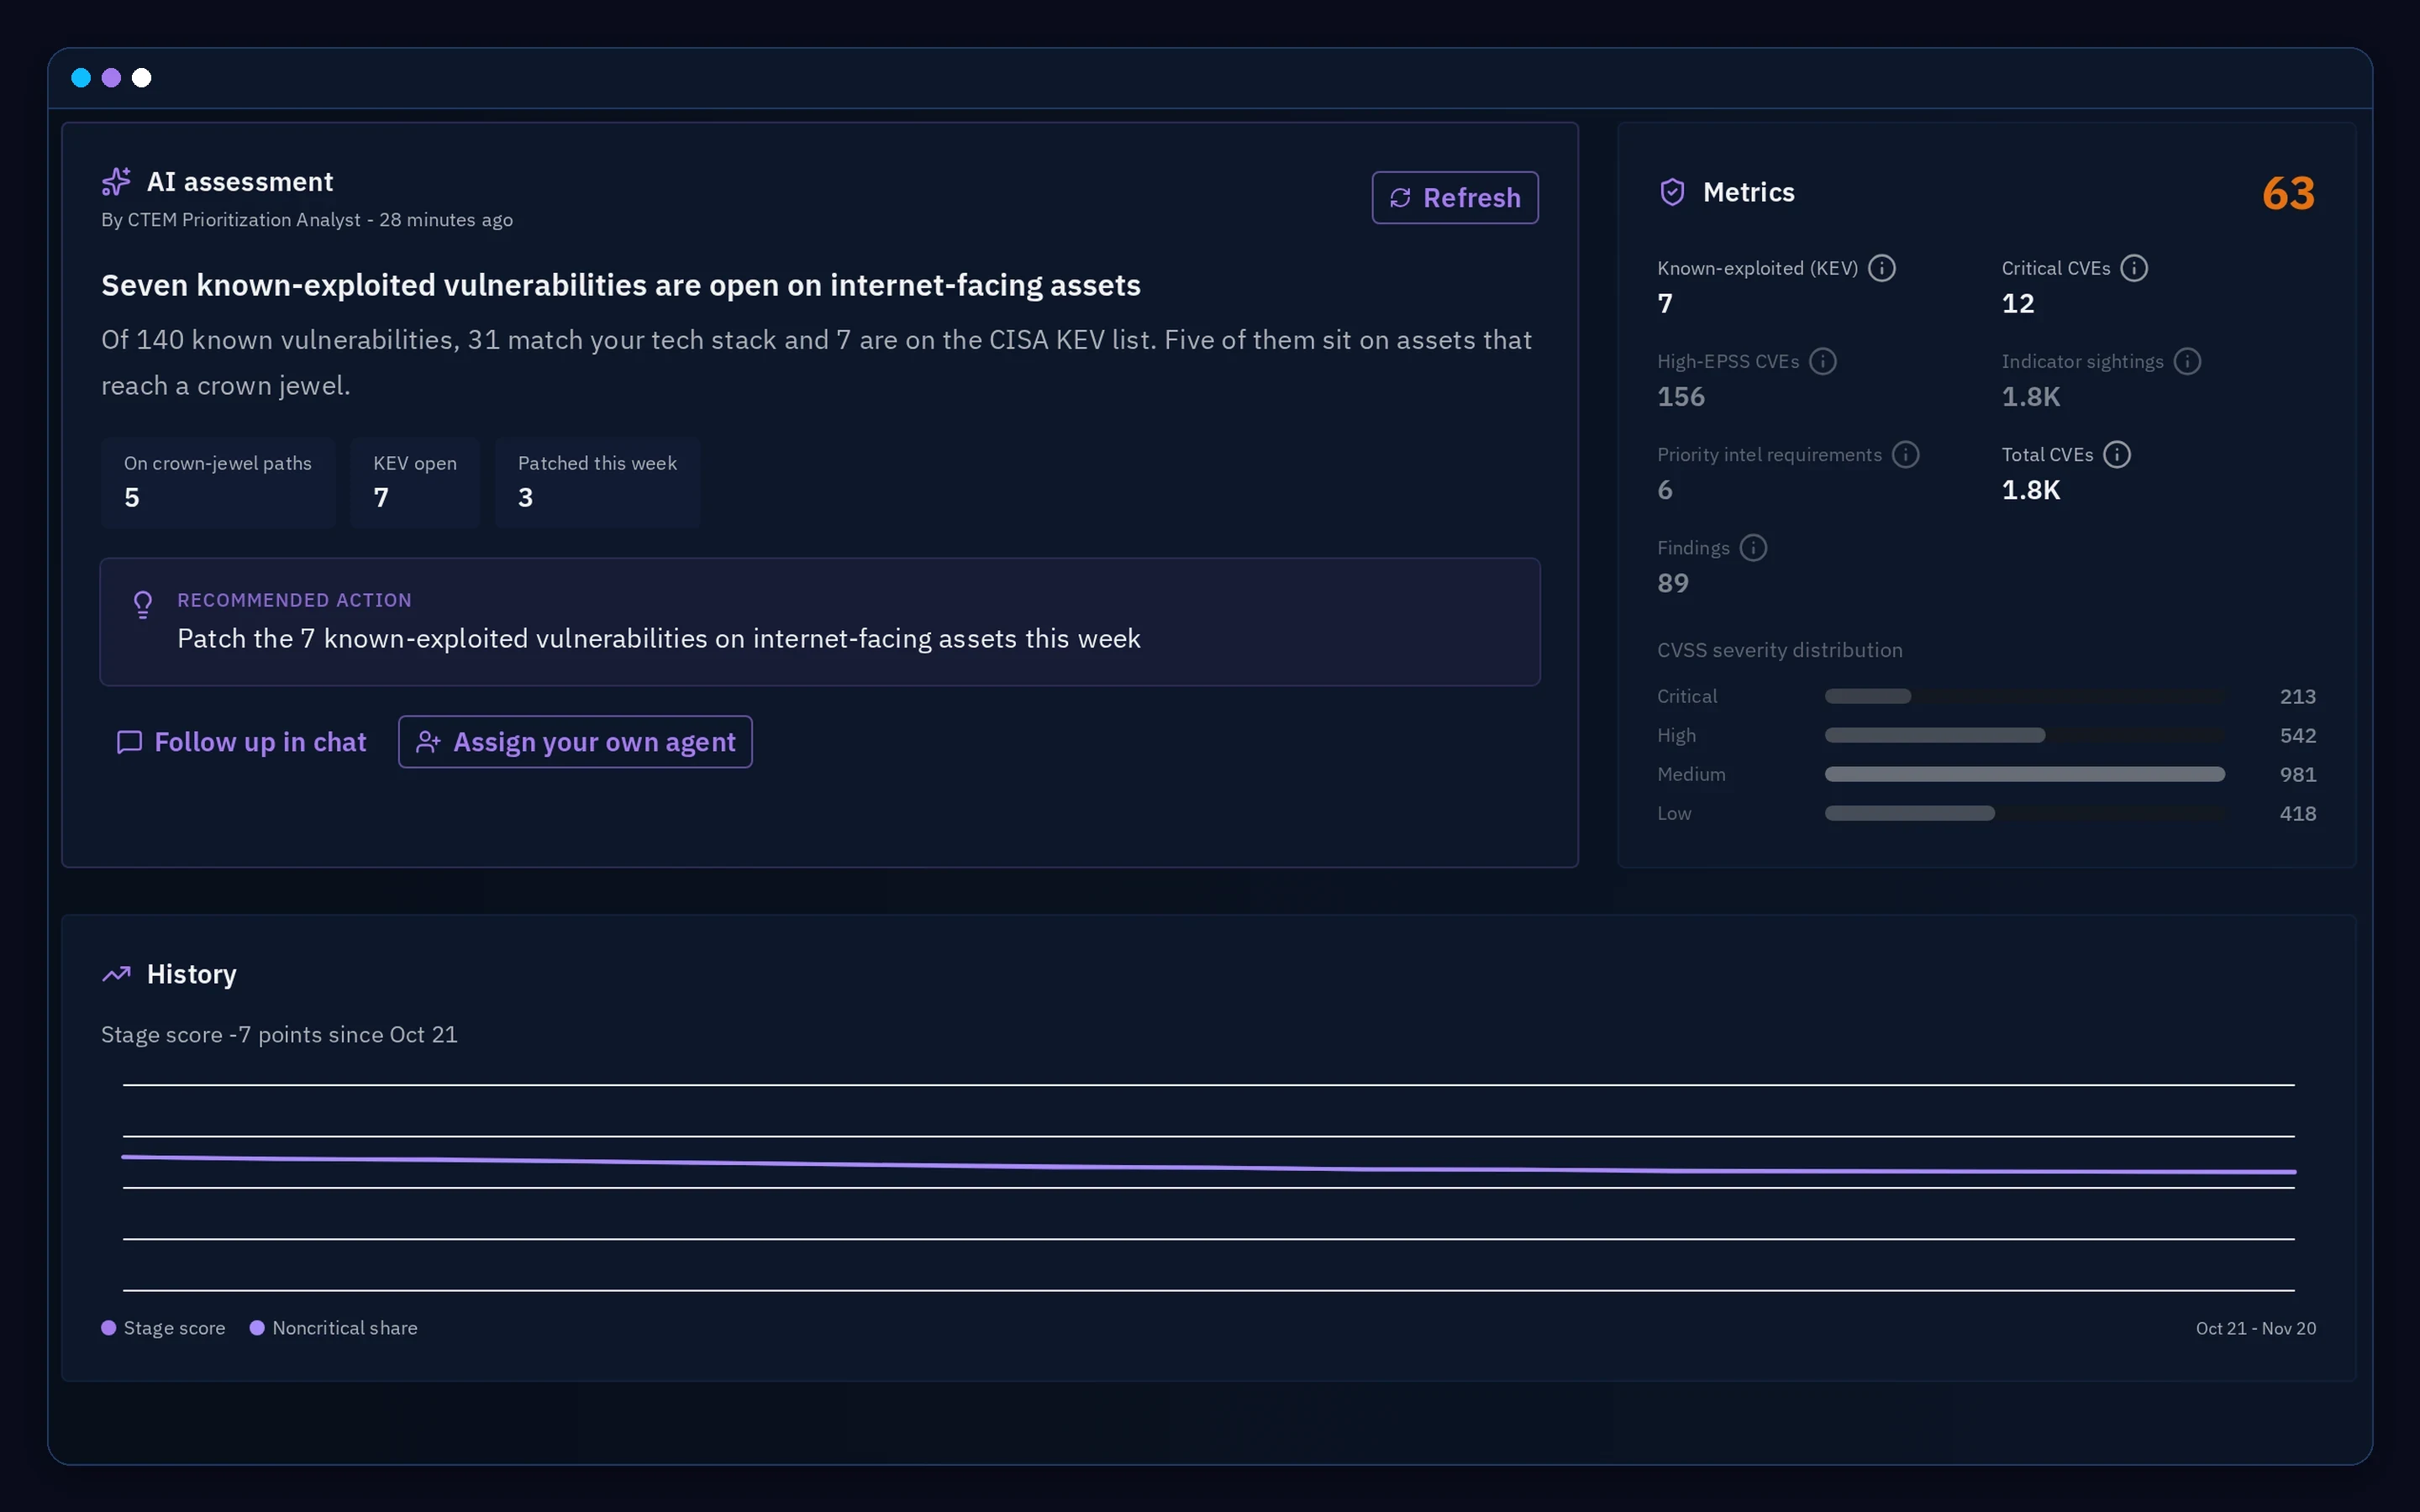 AI assessment
By CTEM Prioritization Analyst - 28 minutes ago
Refresh
Seven known-exploited vulnerabilities are open on internet-facing assets
Of 140 known vulnerabilities, 31 match your tech stack and 7 are on the CISA KEV list. Five of them sit on assets that
reach a crown jewel.
On crown-jewel paths
5
KEV open
7
Patched this week
3
RECOMMENDED ACTION
Patch the 7 known-exploited vulnerabilities on internet-facing assets this week
Follow up in chat
Assign your own agent
Metrics
63
Known-exploited (KEV)
7
Critical CVEs
12
High-EPSS CVEs
156
Indicator sightings
1.8K
Priority intel requirements
6
Total CVEs
1.8K
Findings
89
CVSS severity distribution
Critical 213
High 542
Medium 981
Low 418
History
Stage score -7 points since Oct 21
Stage score
Noncritical share
Oct 21 - Nov 20